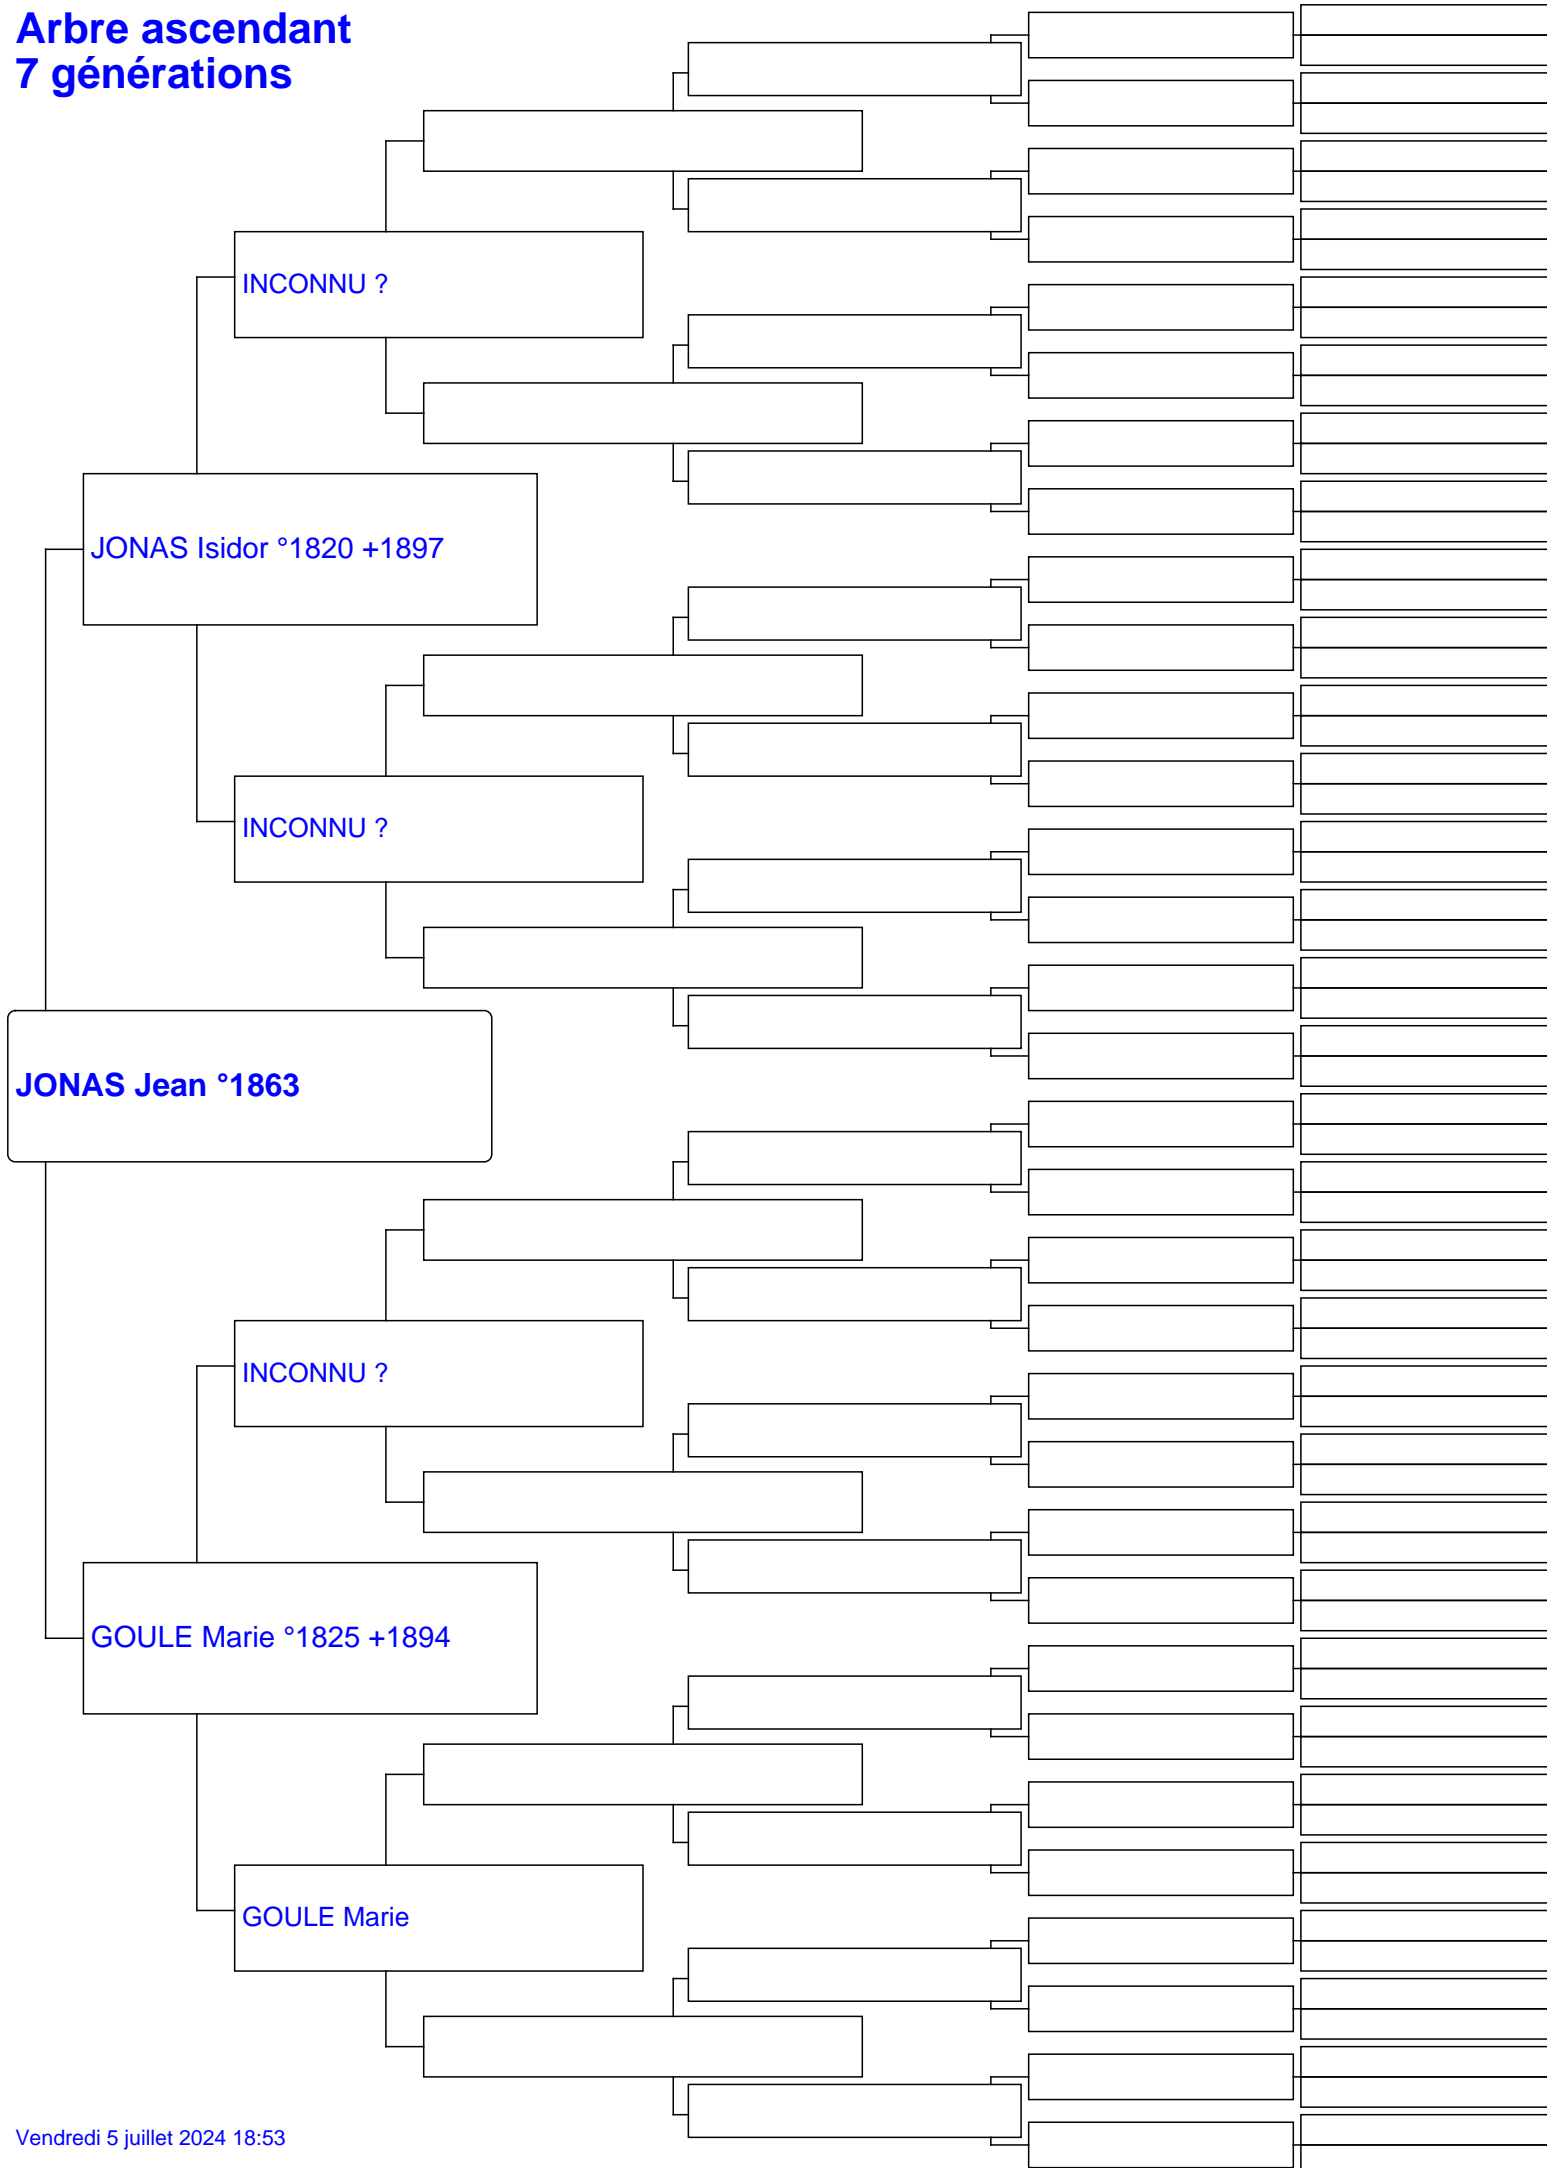 Arbre ascendant
7 générations
INCONNU ?
JONAS Isidor °1820 +1897
INCONNU ?
JONAS Jean °1863
INCONNU ?
GOULE Marie °1825 +1894
GOULE Marie
Vendredi 5 juillet 2024 18:53